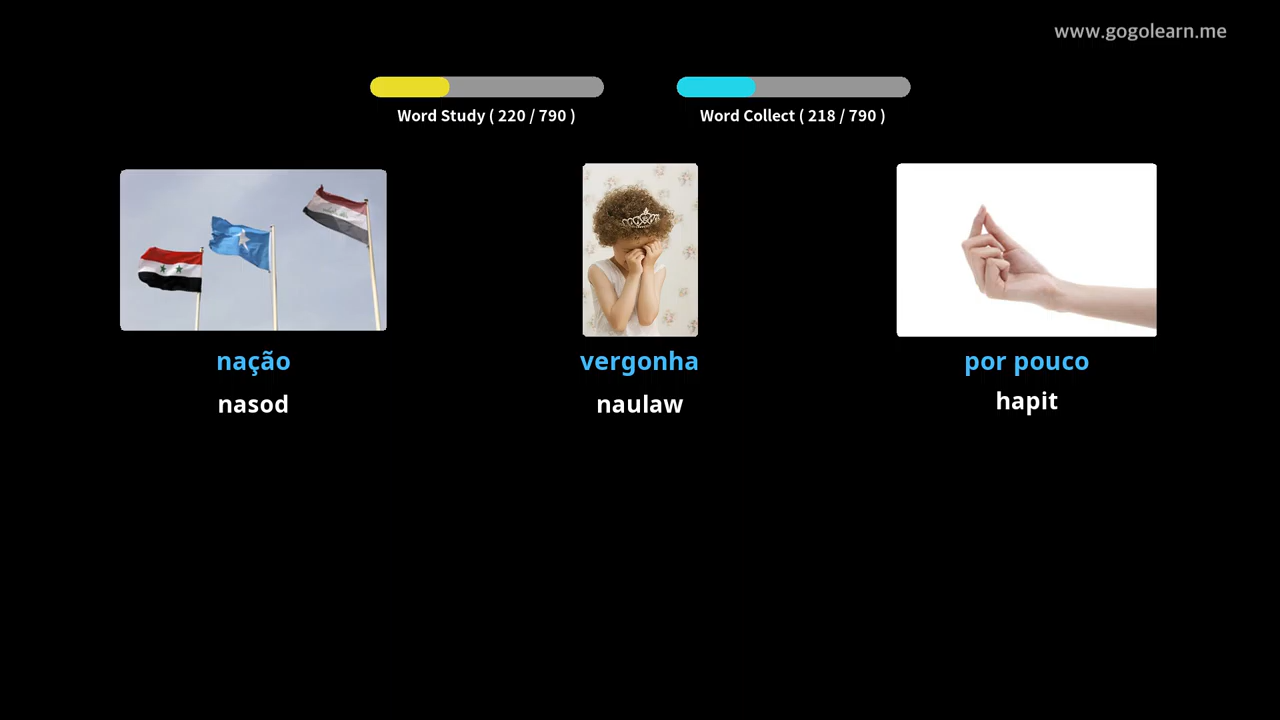 www.gogolearn.me
Word Study ( 220 / 790 )
Word Collect ( 218 / 790 )
nação
vergonha
por pouco
nasod
naulaw
hapit